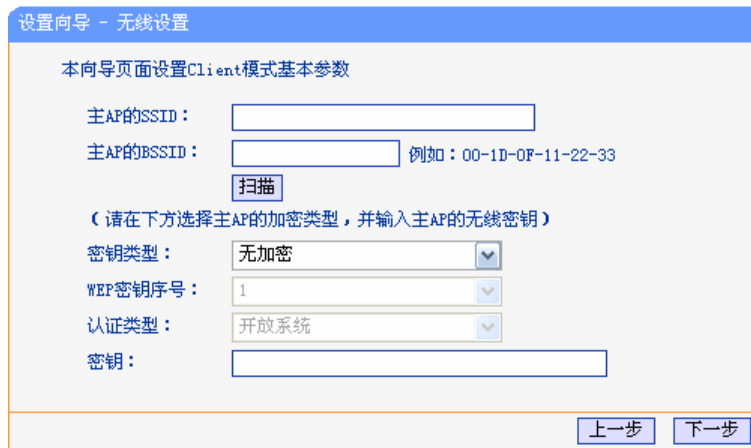 设置向导 - 无线设置
本向导页面设置Client模式基本参数
主AP的SSID：
主AP的BSSID： 例如：00-1D-0F-11-22-33
扫描
（请在下方选择主AP的加密类型，并输入主AP的无线密钥）
密钥类型： 无加密
WEP密钥序号： 1
认证类型： 开放系统
密钥：
上一步 下一步